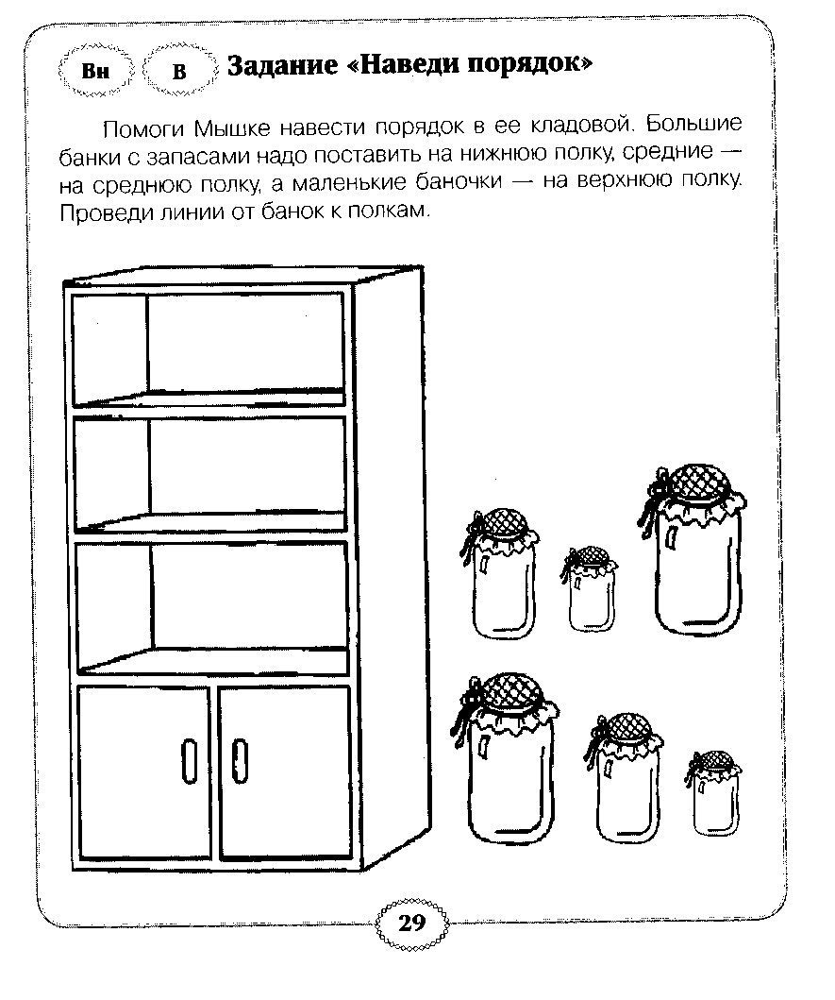 Вн В Задание «Наведи порядок»
Помоги Мышке навести порядок в ее кладовой. Большие
банки с запасами надо поставить на нижнюю полку, средние —
на среднюю полку, а маленькие баночки — на верхнюю полку.
Проведи линии от банок к полкам.
29